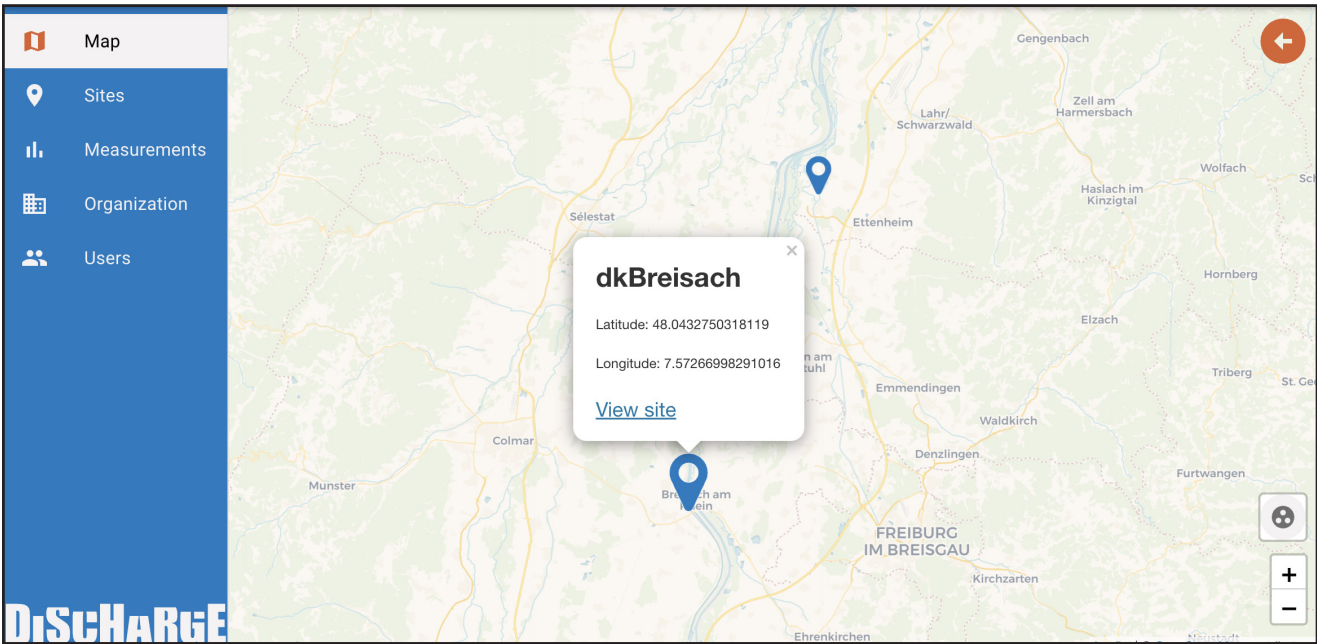 Map
Sites
Measurements
Organization
Users
DiSCHARGE
Gengenbach
Zell am
Harmersbach
Lahr/
Schwarzwald
Wolfach
Haslach im
Kinzigtal
Sélestat
Ettenheim
Hornberg
×
dkBreisach
Latitude: 48.0432750318119
Longitude: 7.57266998291016
View site
Elzach
am
Triberg
Emmendingen
Waldkirch
Colmar
Denzlingen
Munster
Furtwangen
am
FREIBURG
IM BREISGAU
Kirchzarten
+
−
Ehrenkirchen